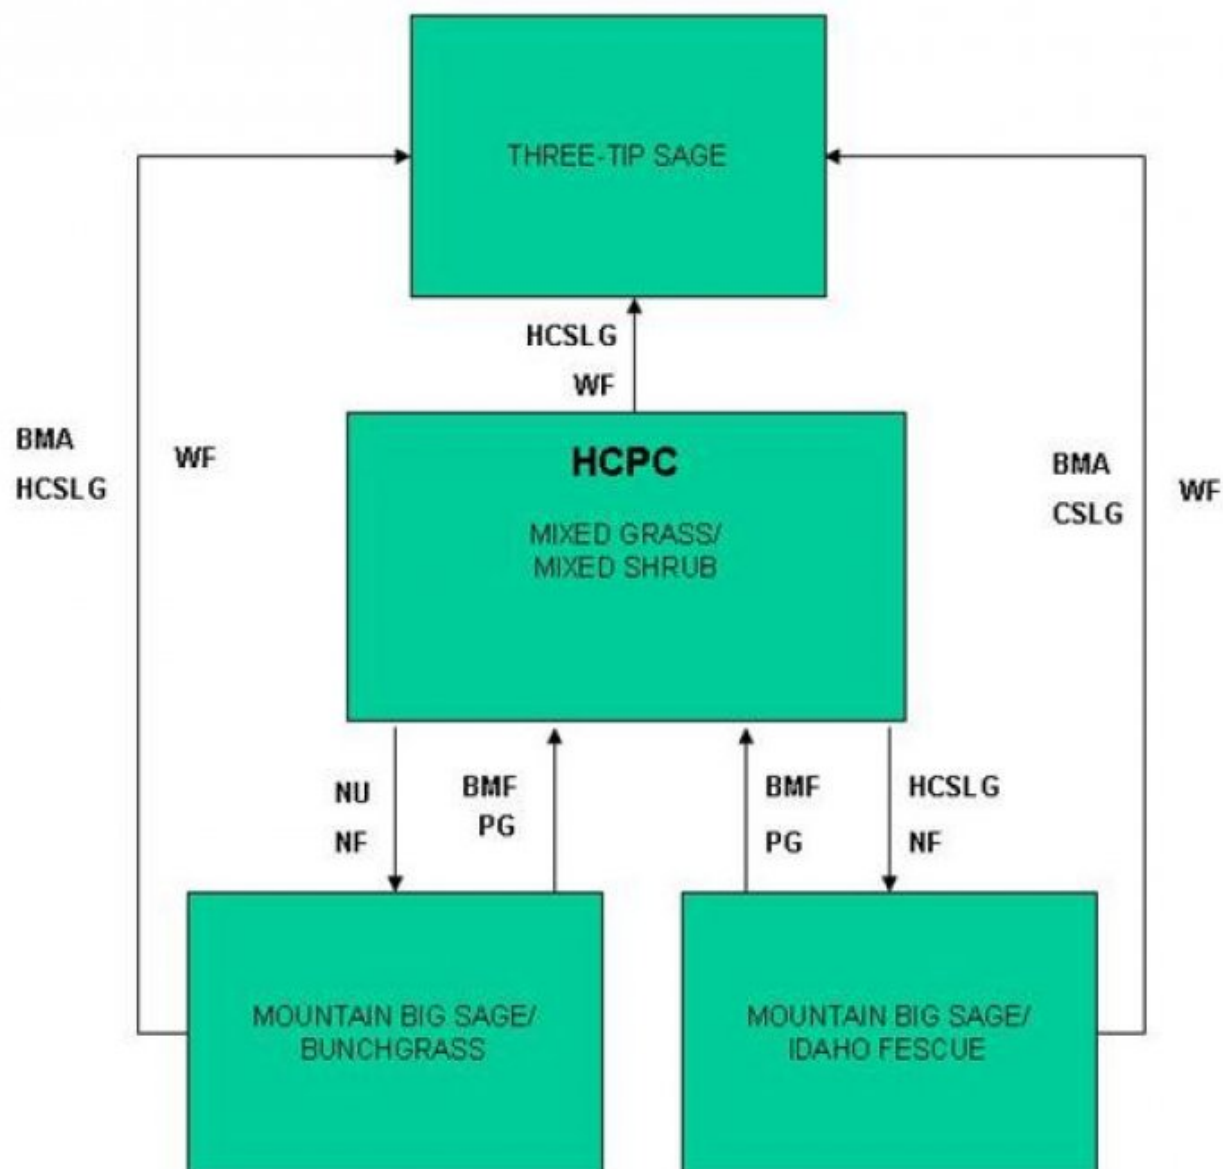 THREE-TIP SAGE
HCSLG
WF
BMA
HCSLG
WF
HCPC
MIXED GRASS/
MIXED SHRUB
BMA
CSLG
WF
NU
NF
BMF
PG
BMF
PG
HCSLG
NF
MOUNTAIN BIG SAGE/
BUNCHGRASS
MOUNTAIN BIG SAGE/
IDAHO FESCUE